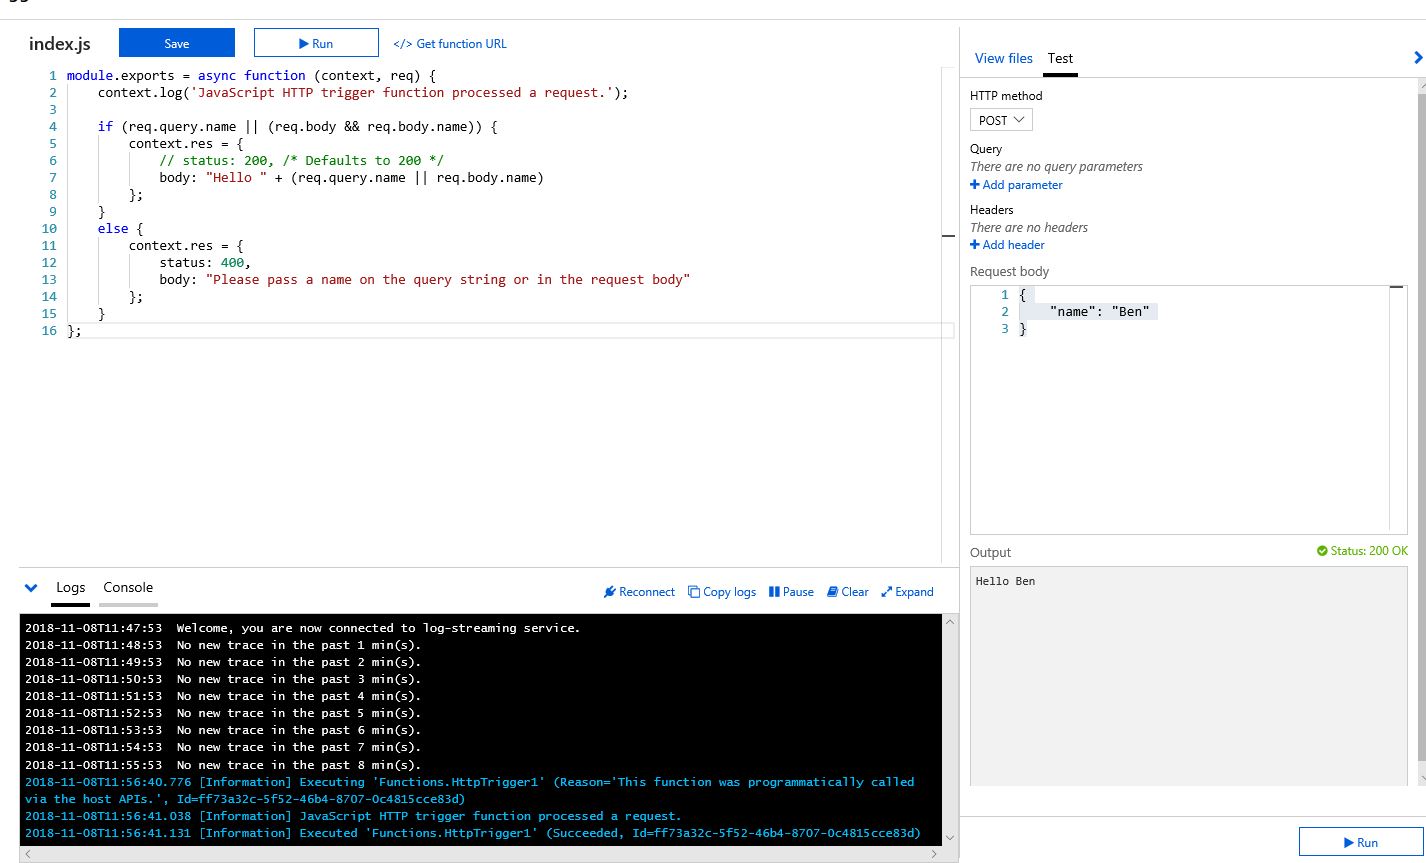 index.js
Save
Run
</> Get function URL
1 module.exports = async function (context, req) {
2 context.log('JavaScript HTTP trigger function processed a request.');
3
4 if (req.query.name || (req.body && req.body.name)) {
5 context.res = {
6 // status: 200, /* Defaults to 200 */
7 body: "Hello " + (req.query.name || req.body.name)
8 };
9 }
10 else {
11 context.res = {
12 status: 400,
13 body: "Please pass a name on the query string or in the request body"
14 };
15 }
16 };
View files Test
HTTP method
POST
Query
There are no query parameters
+ Add parameter
Headers
There are no headers
+ Add header
Request body
1 {
2 "name": "Ben"
3 }
Output
Status: 200 OK
Hello Ben
Run
Logs Console
Reconnect Copy logs Pause Clear Expand
2018-11-08T11:47:53 Welcome, you are now connected to log-streaming service.
2018-11-08T11:48:53 No new trace in the past 1 min(s).
2018-11-08T11:49:53 No new trace in the past 2 min(s).
2018-11-08T11:50:53 No new trace in the past 3 min(s).
2018-11-08T11:51:53 No new trace in the past 4 min(s).
2018-11-08T11:52:53 No new trace in the past 5 min(s).
2018-11-08T11:53:53 No new trace in the past 6 min(s).
2018-11-08T11:54:53 No new trace in the past 7 min(s).
2018-11-08T11:55:53 No new trace in the past 8 min(s).
2018-11-08T11:56:40.776 [Information] Executing 'Functions.HttpTrigger1' (Reason='This function was programmatically called
via the host APIs.', Id=ff73a32c-5f52-46b4-8707-0c4815cce83d)
2018-11-08T11:56:41.038 [Information] JavaScript HTTP trigger function processed a request.
2018-11-08T11:56:41.131 [Information] Executed 'Functions.HttpTrigger1' (Succeeded, Id=ff73a32c-5f52-46b4-8707-0c4815cce83d)